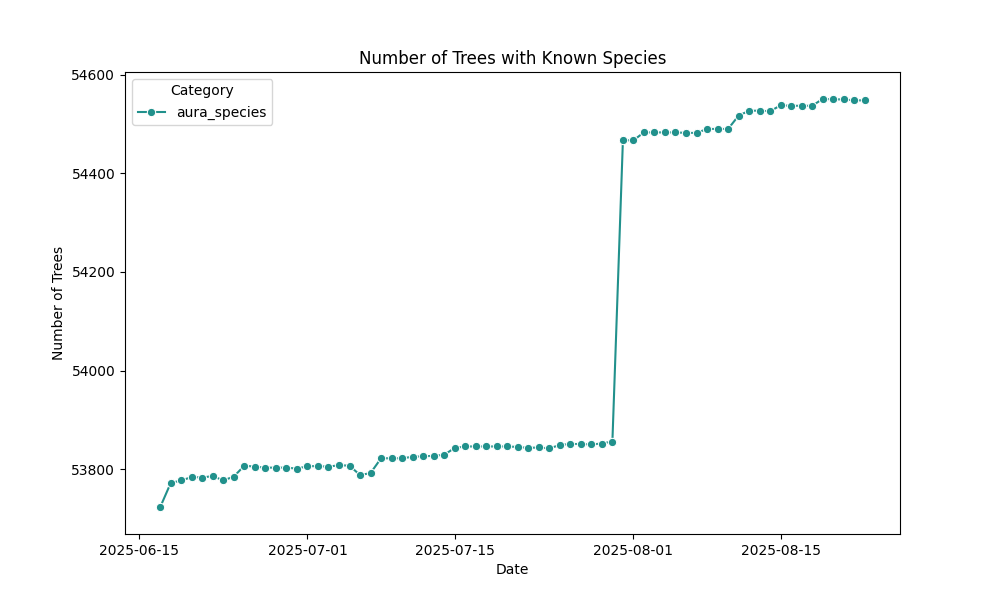 Number of Trees with Known Species
54600
54400
54200
54000
53800
Number of Trees
Category
aura_species
2025-06-15
2025-07-01
2025-07-15
2025-08-01
2025-08-15
Date